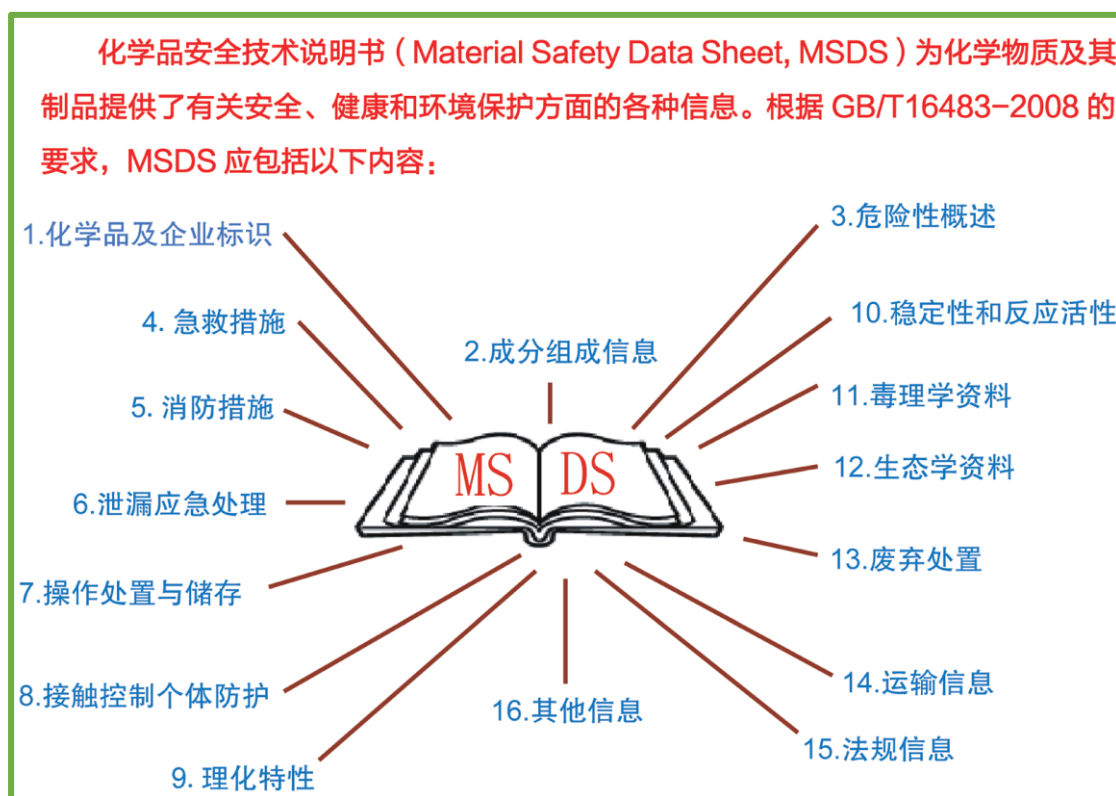 化学品安全技术说明书（Material Safety Data Sheet, MSDS）为化学物质及其
制品提供了有关安全、健康和环境保护方面的各种信息。根据 GB/T16483-2008 的
要求，MSDS 应包括以下内容：
1.化学品及企业标识
3.危险性概述
4. 急救措施
10.稳定性和反应活性
2.成分组成信息
5. 消防措施
11.毒理学资料
MS DS
12.生态学资料
6.泄漏应急处理
13.废弃处置
7.操作处置与储存
8.接触控制个体防护
14.运输信息
16.其他信息
15.法规信息
9. 理化特性